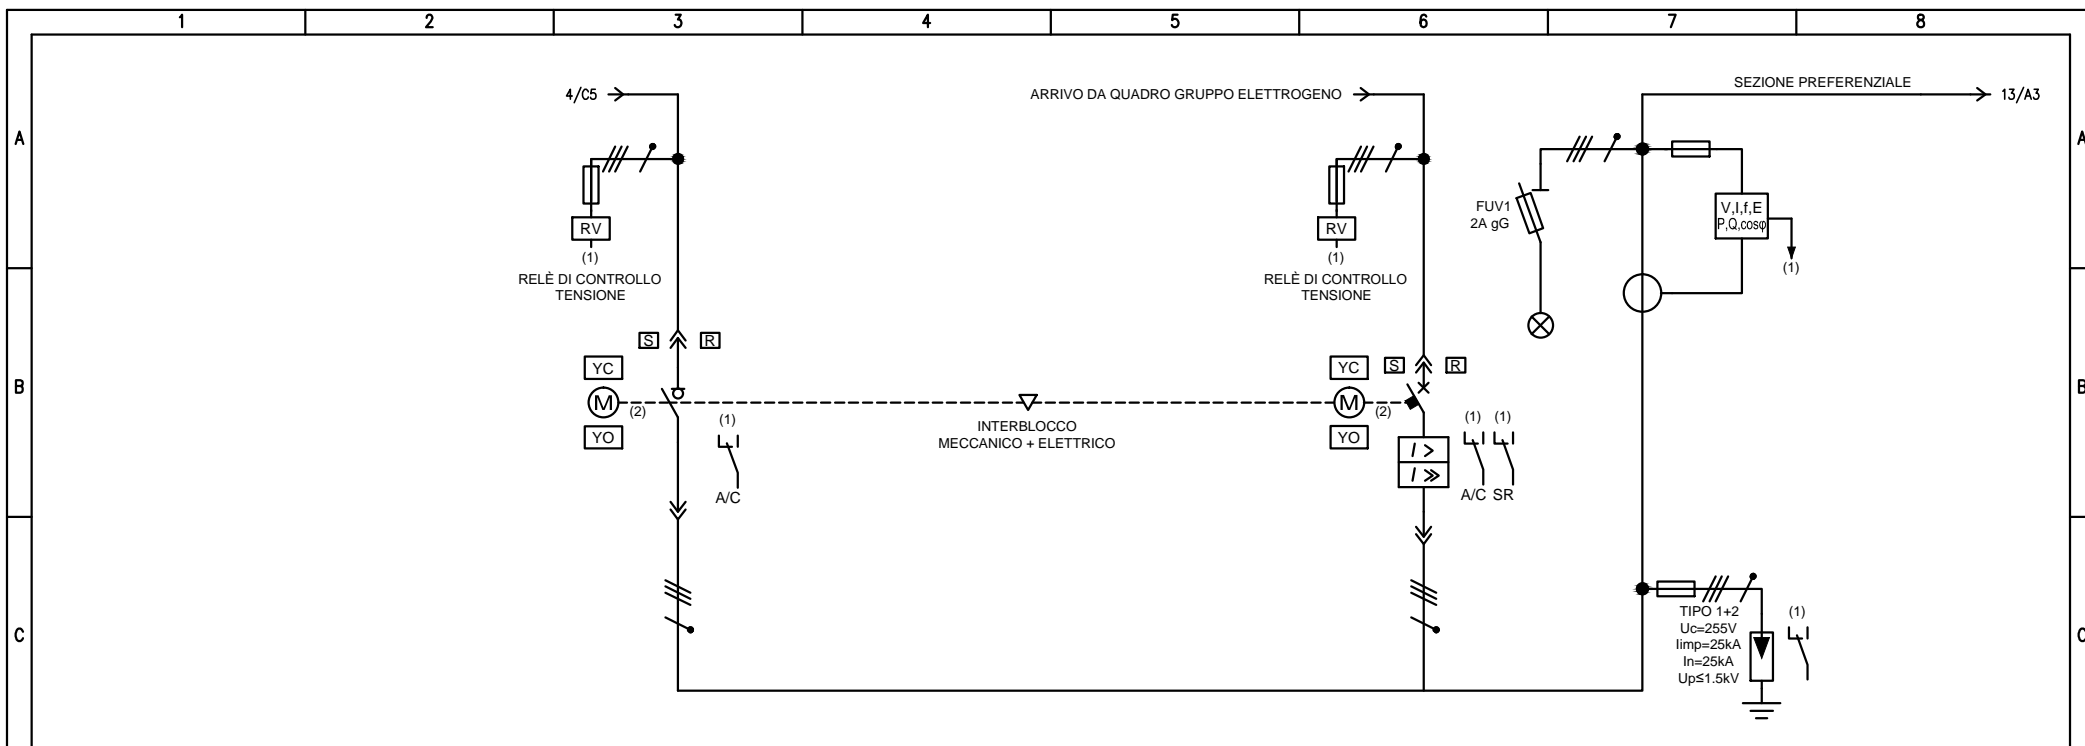 1 2 3 4 5 6 7 8
4/C5
ARRIVO DA QUADRO GRUPPO ELETTROGENO
SEZIONE PREFERENZIALE
13/A3
A
A
RV
(1)
RELÈ DI CONTROLLO
TENSIONE
RV
(1)
RELÈ DI CONTROLLO
TENSIONE
FUV1
2A gG
V,I,f,E
P,Q,cosφ
(1)
B
B
S
R
YC
M
(2)
YO
(1)
A/C
INTERBLOCCO
MECCANICO + ELETTRICO
S
R
YC
M
(2)
YO
I >
I >>
(1)
(1)
A/C SR
C
C
TIPO 1+2
Uc=255V
Iimp=25kA
In=25kA
Up≤1.5kV
(1)